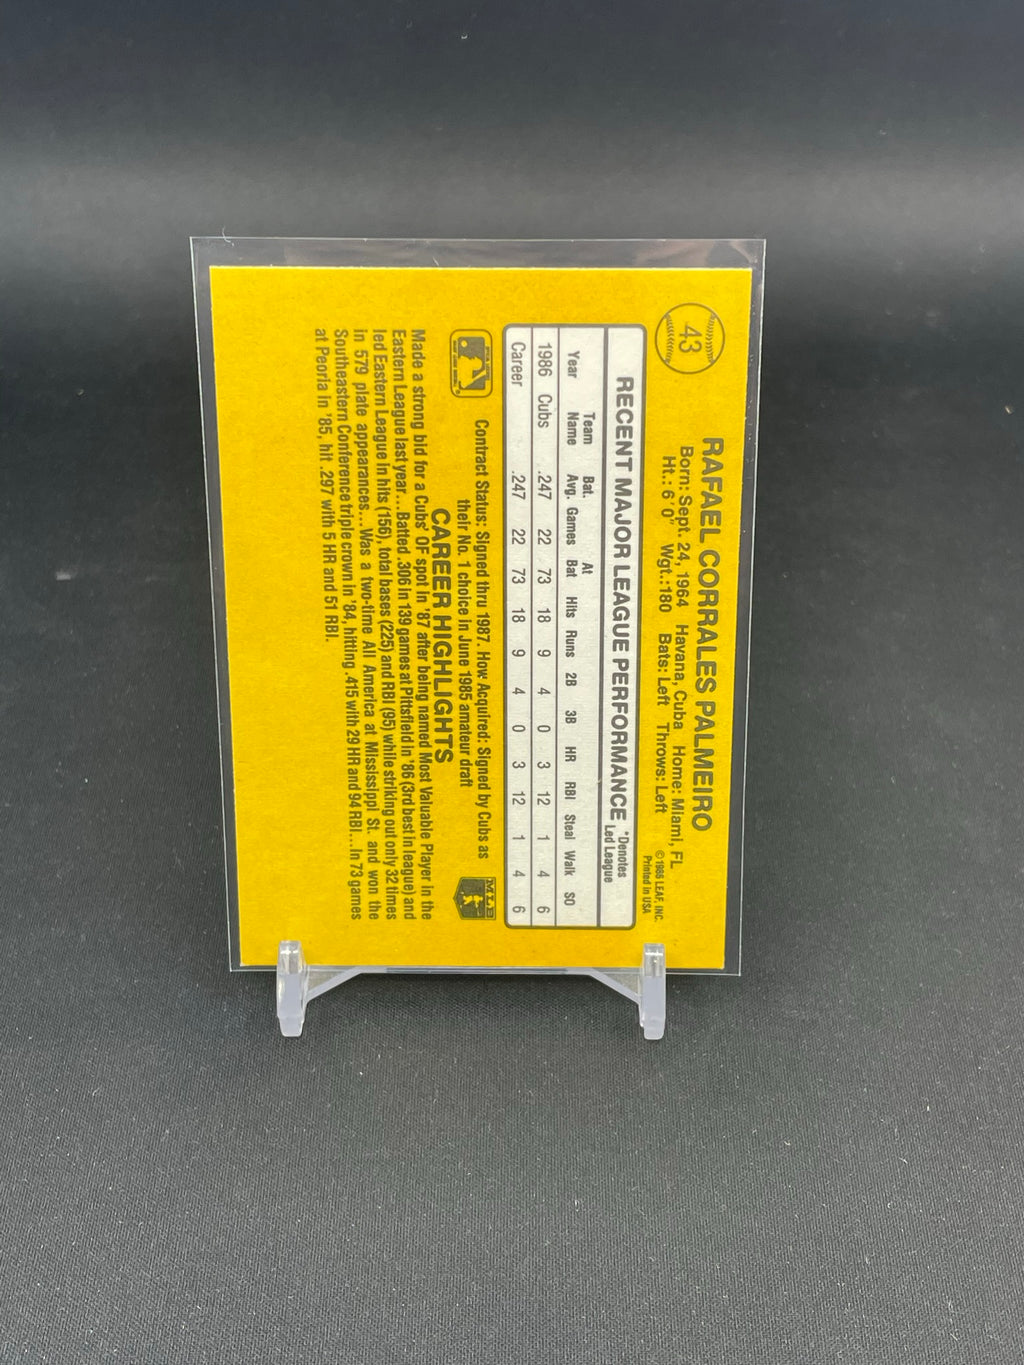 43
RAFAEL CORRALES PALMEIRO
Born: Sept. 24, 1964 Havana, Cuba Home: Miami, FL
Ht.: 6'0" Wgt.:180 Bats: Left Throws: Left
© 1986 LEAF, INC.
Printed in USA
RECENT MAJOR LEAGUE PERFORMANCE
*Denotes
Led League
Year Team Name Bat. Avg. Games At Bat Hits Runs 2B 3B HR RBI Steal Walk SO
1986 Cubs .247 22 73 18 9 4 0 3 12 1 4 6
Career .247 22 73 18 9 4 0 3 12 1 4 6
Contract Status: Signed thru 1987. How Acquired: Signed by Cubs as
their No. 1 choice in June 1985 amateur draft
MLB
CAREER HIGHLIGHTS
Made a strong bid for a Cubs' OF spot in '87 after being named Most Valuable Player in the
Eastern League last year...Batted .306 in 139 games at Pittsfield in '86 (3rd best in league) and
led Eastern League in hits (156), total bases (225) and RBI (95) while striking out only 32 times
in 579 plate appearances...Was a two-time All America at Mississippi St. and won the
Southeastern Conference triple crown in '84, hitting .415 with 29 HR and 94 RBI...In 73 games
at Peoria in '85, hit .297 with 5 HR and 51 RBI.